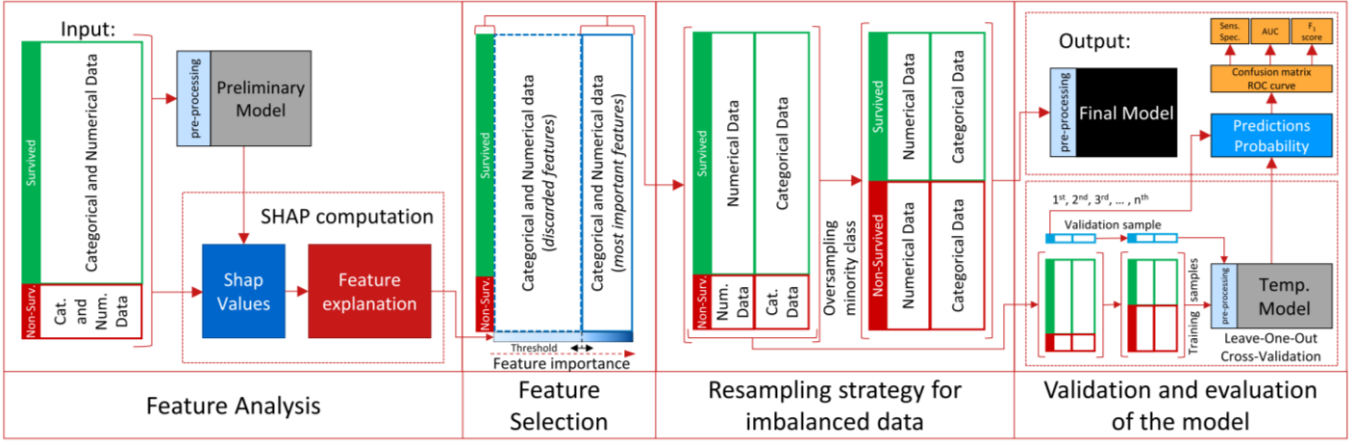 Input:
Survived
Non-Surv.
Categorical and Numerical Data
Cat.
and
Num.
Data
pre-processing
Preliminary
Model
SHAP computation
Shap
Values
Feature
explanation
Feature Analysis
Survived
Non-Surv.
Categorical and Numerical data
(discarded features)
Categorical and Numerical data
(most important features)
Threshold
Feature importance
Feature
Selection
Survived
Non-Surv.
Numerical Data
Categorical Data
Num.
Data
Cat.
Data
Oversampling
minority class
Survived
Non-Survived
Numerical Data
Categorical Data
Numerical Data
Categorical Data
Resampling strategy for
imbalanced data
Output:
pre-processing
Final Model
Sens.
Spec.
AUC
F1
score
Confusion matrix
ROC curve
Predictions
Probability
1st, 2nd, 3rd, ... , nth
Validation sample
Training samples
pre-processing
Temp.
Model
Leave-One-Out
Cross-Validation
Validation and evaluation
of the model